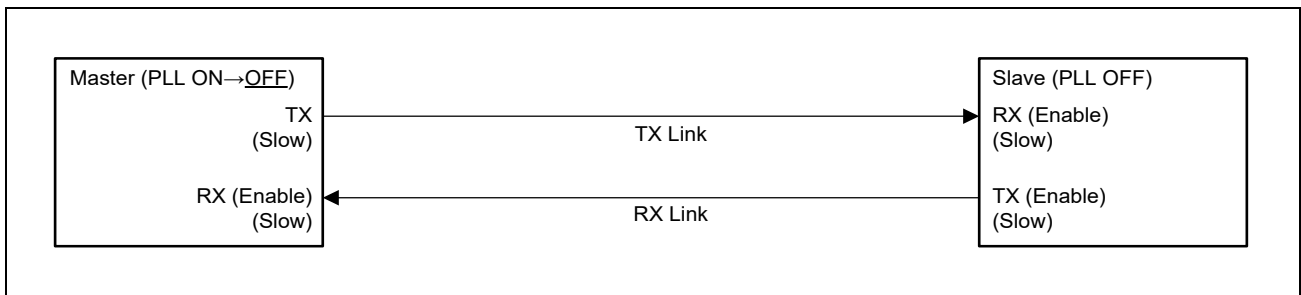 Master (PLL ON→OFF)
TX
(Slow)
RX (Enable)
(Slow)
TX Link
RX Link
Slave (PLL OFF)
RX (Enable)
(Slow)
TX (Enable)
(Slow)